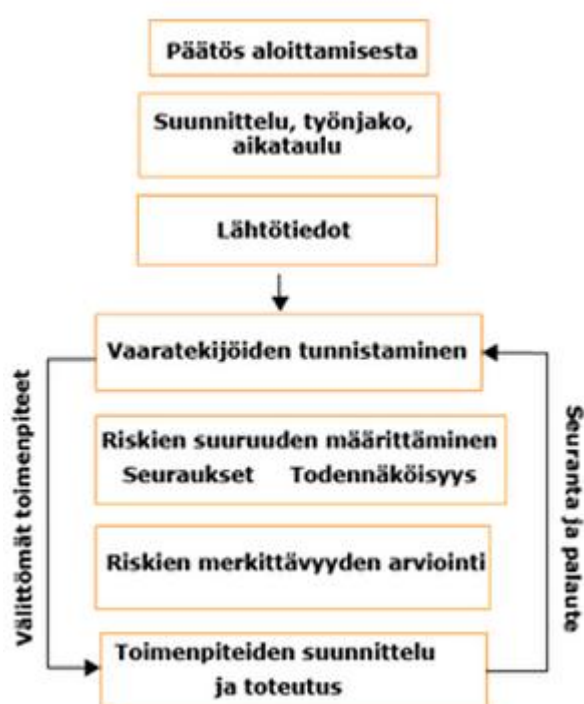 Päätös aloittamisesta
Suunnittelu, työnjako,
aikataulu
Lähtötiedot
Vaaratekijöiden tunnistaminen
Riskien suuruuden määrittäminen
Seuraukset Todennäköisyys
Riskien merkittävyyden arviointi
Toimenpiteiden suunnittelu
ja toteutus
Välittömät toimenpiteet
Seuranta ja palaute